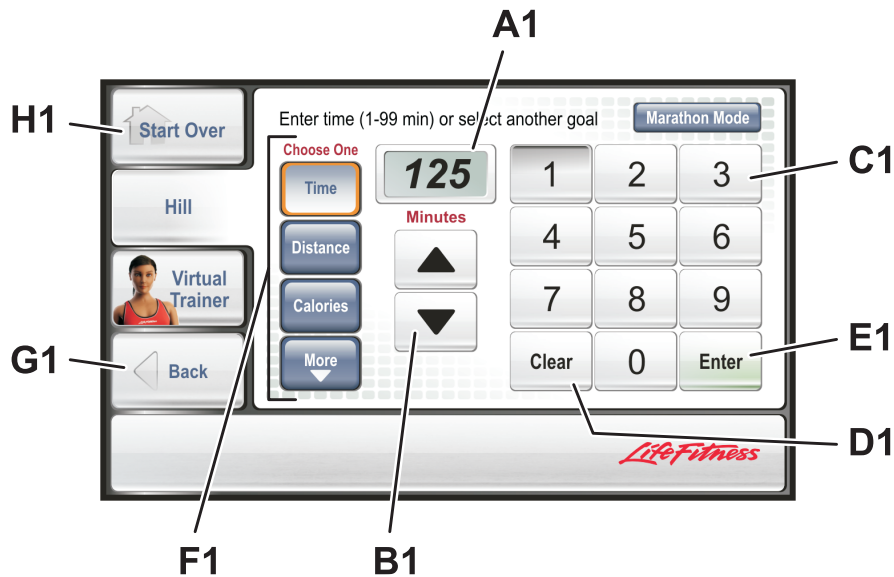 A1
H1
Start Over
Enter time (1-99 min) or select another goal
Marathon Mode
Choose One
125
1 2 3
C1
Time
Hill
Minutes
Distance
4 5 6
Virtual
Trainer
Calories
7 8 9
E1
G1
Back
More
Clear 0 Enter
D1
LifeFitness
F1
B1